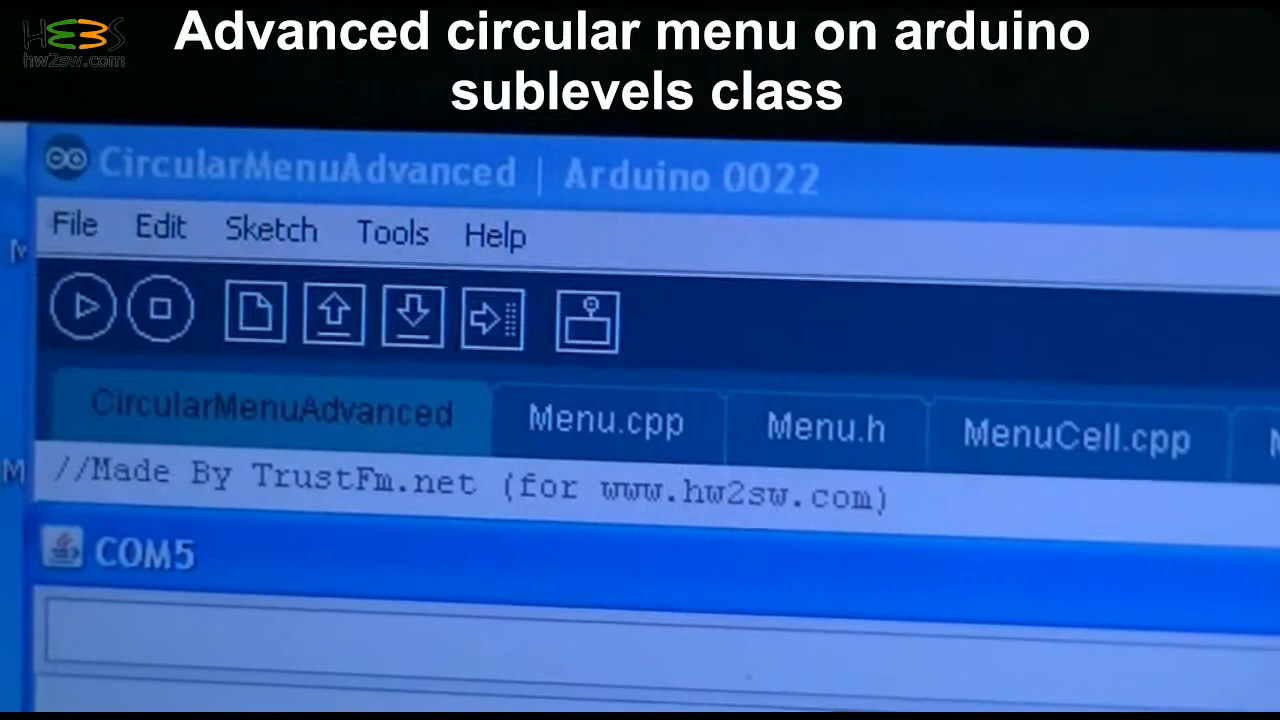 HEBS
hw2sw.com
Advanced circular menu on arduino
sublevels class
CircularMenuAdvanced | Arduino 0022
File Edit Sketch Tools Help
CircularMenuAdvanced Menu.cpp Menu.h MenuCell.cpp
//Made By TrustFm.net (for www.hw2sw.com)
COM5